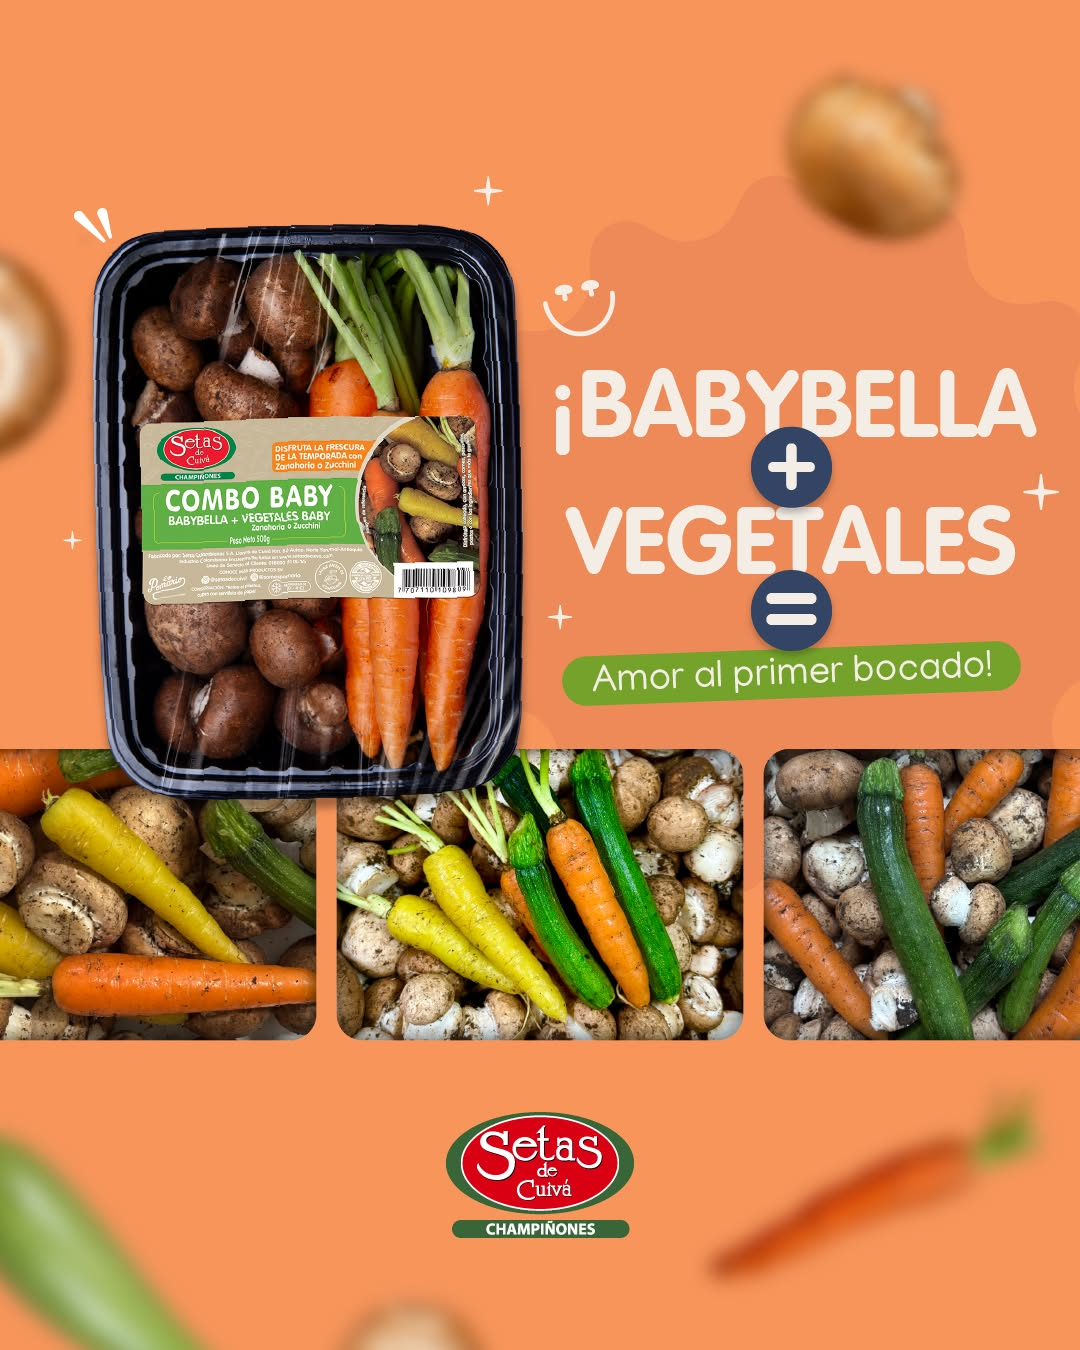 ¡BABYBELLA
+
VEGETALES
=
Amor al primer bocado!
Setas
de
Cuivá
CHAMPIÑONES
DISFRUTA LA FRESCURA
DE LA TEMPORADA con
Zanahoria o Zucchini
COMBO BABY
BABYBELLA + VEGETALES BABY
Zanahoria o Zucchini
Peso Neto 500g
@setasdecuiva
Setas
de
Cuivá
CHAMPIÑONES